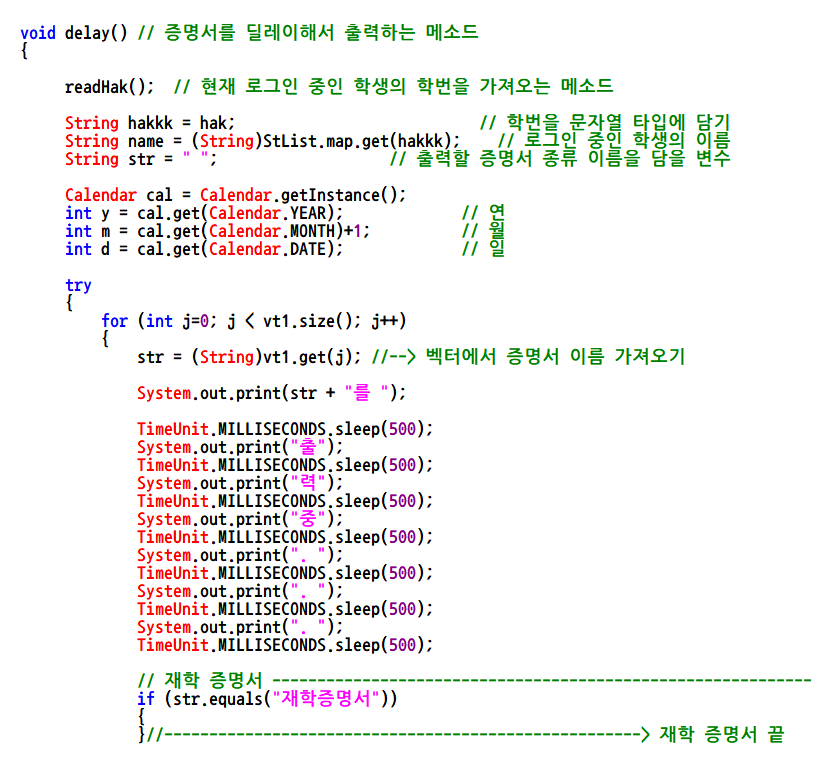 void delay() // 증명서를 딜레이해서 출력하는 메소드
{
readHak();  // 현재 로그인 중인 학생의 학번을 가져오는 메소드
String hakkk = hak;                           // 학번을 문자열 타입에 담기
String name = (String)StList.map.get(hakkk);    // 로그인 중인 학생의 이름
String str = " ";                   // 출력할 증명서 종류 이름을 담을 변수
Calendar cal = Calendar.getInstance();
int y = cal.get(Calendar.YEAR);             // 연
int m = cal.get(Calendar.MONTH)+1;          // 월
int d = cal.get(Calendar.DATE);             // 일
try
{
for (int j=0; j < vt1.size(); j++)
{
str = (String)vt1.get(j); //--> 벡터에서 증명서 이름 가져오기
System.out.print(str + "를 ");
TimeUnit.MILLISECONDS.sleep(500);
System.out.print("출");
TimeUnit.MILLISECONDS.sleep(500);
System.out.print("력");
TimeUnit.MILLISECONDS.sleep(500);
System.out.print("중");
TimeUnit.MILLISECONDS.sleep(500);
System.out.print(". ");
TimeUnit.MILLISECONDS.sleep(500);
System.out.print(". ");
TimeUnit.MILLISECONDS.sleep(500);
System.out.print(". ");
TimeUnit.MILLISECONDS.sleep(500);
// 재학 증명서 ------------------------------------------------------------
if (str.equals("재학증명서"))
{
}//-----------------------------------------------------> 재학 증명서 끝